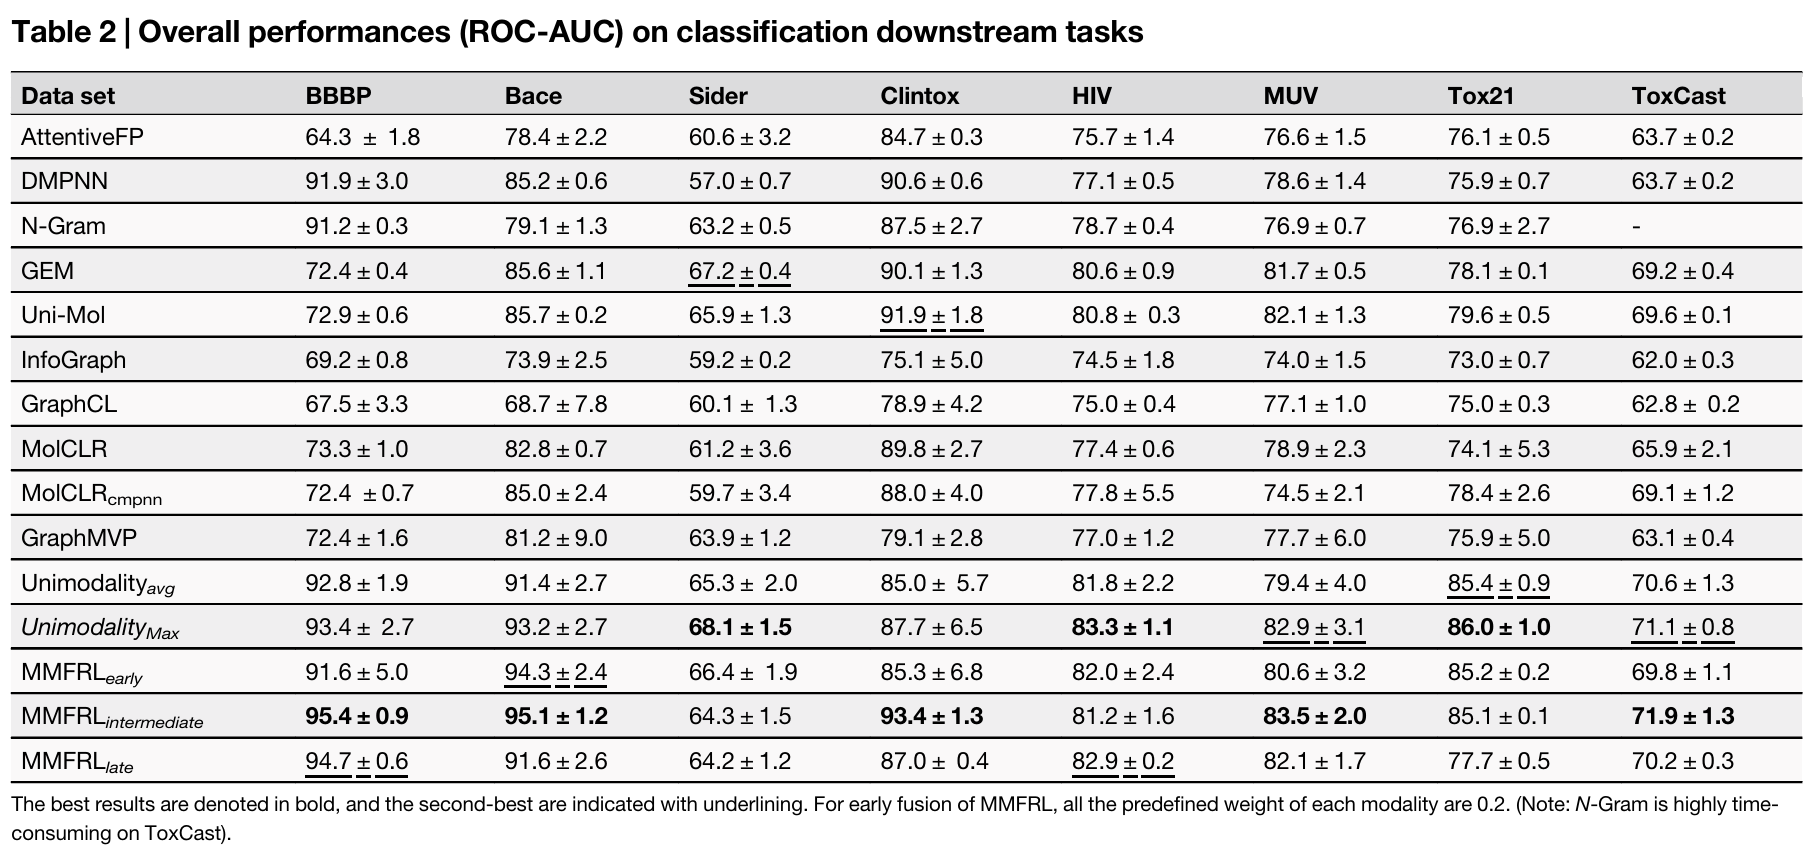 Table 2 | Overall performances (ROC-AUC) on classification downstream tasks
Data set BBBP Bace Sider Clintox HIV MUV Tox21 ToxCast
AttentiveFP 64.3 ± 1.8 78.4 ± 2.2 60.6 ± 3.2 84.7 ± 0.3 75.7 ± 1.4 76.6 ± 1.5 76.1 ± 0.5 63.7 ± 0.2
DMPNN 91.9 ± 3.0 85.2 ± 0.6 57.0 ± 0.7 90.6 ± 0.6 77.1 ± 0.5 78.6 ± 1.4 75.9 ± 0.7 63.7 ± 0.2
N-Gram 91.2 ± 0.3 79.1 ± 1.3 63.2 ± 0.5 87.5 ± 2.7 78.7 ± 0.4 76.9 ± 0.7 76.9 ± 2.7 -
GEM 72.4 ± 0.4 85.6 ± 1.1 67.2 ± 0.4 90.1 ± 1.3 80.6 ± 0.9 81.7 ± 0.5 78.1 ± 0.1 69.2 ± 0.4
Uni-Mol 72.9 ± 0.6 85.7 ± 0.2 65.9 ± 1.3 91.9 ± 1.8 80.8 ± 0.3 82.1 ± 1.3 79.6 ± 0.5 69.6 ± 0.1
InfoGraph 69.2 ± 0.8 73.9 ± 2.5 59.2 ± 0.2 75.1 ± 5.0 74.5 ± 1.8 74.0 ± 1.5 73.0 ± 0.7 62.0 ± 0.3
GraphCL 67.5 ± 3.3 68.7 ± 7.8 60.1 ± 1.3 78.9 ± 4.2 75.0 ± 0.4 77.1 ± 1.0 75.0 ± 0.3 62.8 ± 0.2
MolCLR 73.3 ± 1.0 82.8 ± 0.7 61.2 ± 3.6 89.8 ± 2.7 77.4 ± 0.6 78.9 ± 2.3 74.1 ± 5.3 65.9 ± 2.1
MolCLRcmpnn 72.4 ± 0.7 85.0 ± 2.4 59.7 ± 3.4 88.0 ± 4.0 77.8 ± 5.5 74.5 ± 2.1 78.4 ± 2.6 69.1 ± 1.2
GraphMVP 72.4 ± 1.6 81.2 ± 9.0 63.9 ± 1.2 79.1 ± 2.8 77.0 ± 1.2 77.7 ± 6.0 75.9 ± 5.0 63.1 ± 0.4
Unimodalityavg 92.8 ± 1.9 91.4 ± 2.7 65.3 ± 2.0 85.0 ± 5.7 81.8 ± 2.2 79.4 ± 4.0 85.4 ± 0.9 70.6 ± 1.3
UnimodalityMax 93.4 ± 2.7 93.2 ± 2.7 68.1 ± 1.5 87.7 ± 6.5 83.3 ± 1.1 82.9 ± 3.1 86.0 ± 1.0 71.1 ± 0.8
MMFRLearly 91.6 ± 5.0 94.3 ± 2.4 66.4 ± 1.9 85.3 ± 6.8 82.0 ± 2.4 80.6 ± 3.2 85.2 ± 0.2 69.8 ± 1.1
MMFRLintermediate 95.4 ± 0.9 95.1 ± 1.2 64.3 ± 1.5 93.4 ± 1.3 81.2 ± 1.6 83.5 ± 2.0 85.1 ± 0.1 71.9 ± 1.3
MMFRLlate 94.7 ± 0.6 91.6 ± 2.6 64.2 ± 1.2 87.0 ± 0.4 82.9 ± 0.2 82.1 ± 1.7 77.7 ± 0.5 70.2 ± 0.3
The best results are denoted in bold, and the second-best are indicated with underlining. For early fusion of MMFRL, all the predefined weight of each modality are 0.2. (Note: N-Gram is highly time-
consuming on ToxCast).